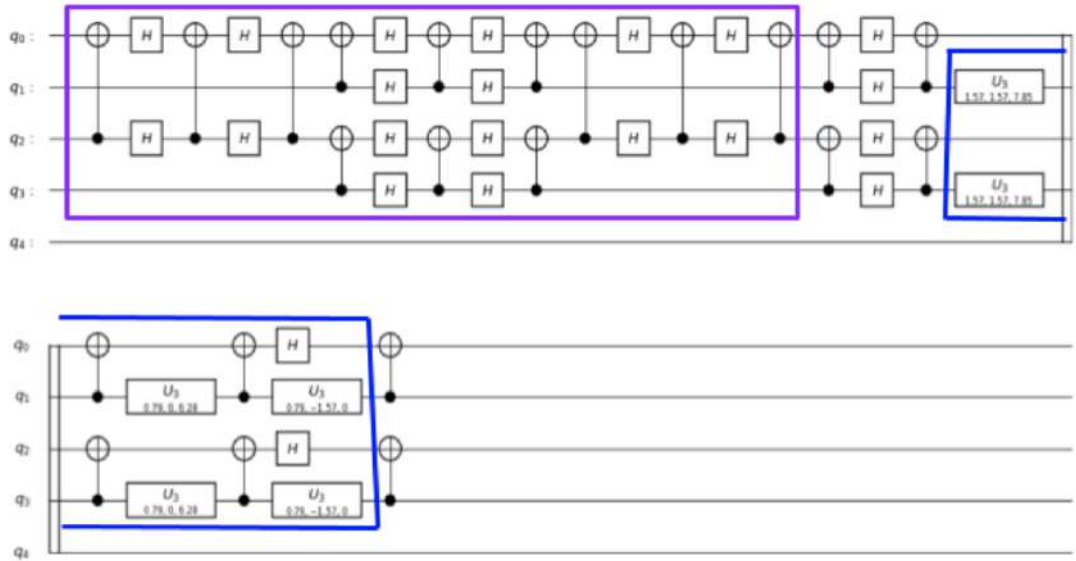 q0 : H H H H H H H
q1 : H H H U3
1.57, 1.57, 7.85
q2 : H H H H H H H
q3 : H H H U3
1.57, 1.57, 7.85
q4 :
q0 H
q1 U3 U3
0.79, 0, 6.28 0.79, −1.57, 0
q2 H
q3 U3 U3
0.79, 0, 6.28 0.79, −1.57, 0
q4